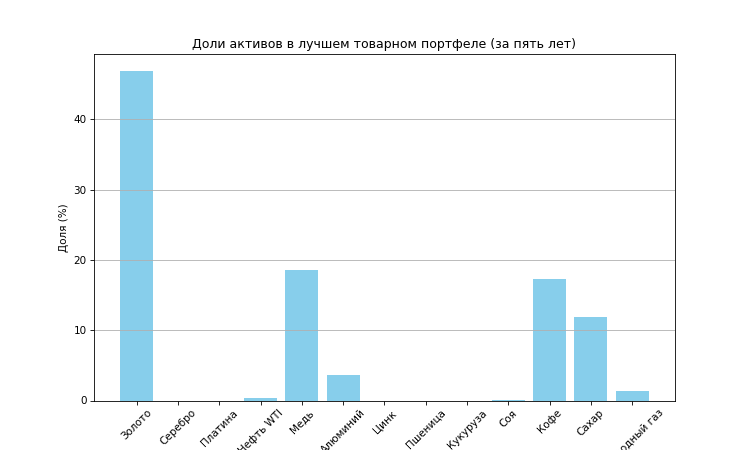 Доли активов в лучшем товарном портфеле (за пять лет)
Доля (%)
40
30
20
10
0
Золото
Серебро
Платина
Нефть WTI
Медь
Алюминий
Цинк
Пшеница
Кукуруза
Соя
Кофе
Сахар
газ